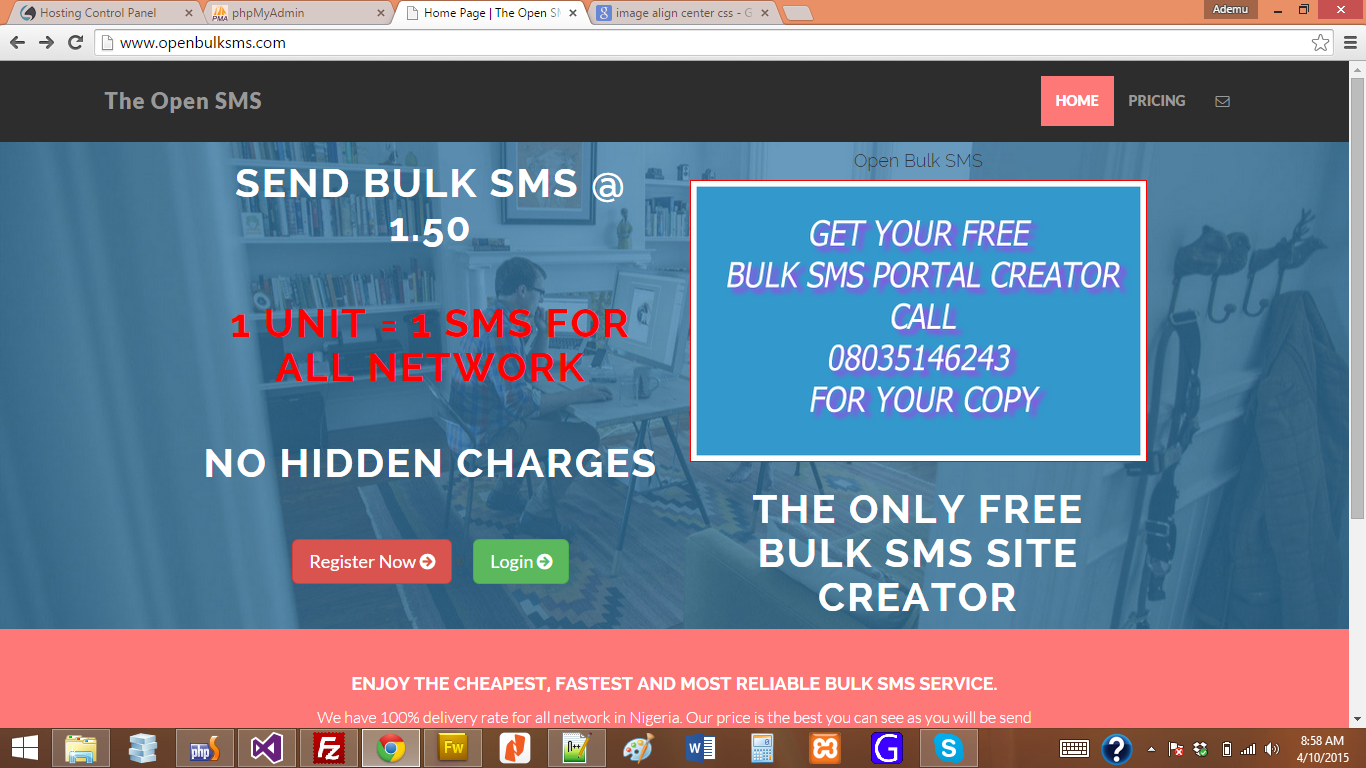 Hosting Control Panel
phpMyAdmin
Home Page | The Open S
image align center css - G
Ademu
www.openbulksms.com
The Open SMS
HOME
PRICING
SEND BULK SMS @
1.50
1 UNIT = 1 SMS FOR
ALL NETWORK
NO HIDDEN CHARGES
Register Now
Login
Open Bulk SMS
GET YOUR FREE
BULK SMS PORTAL CREATOR
CALL
08035146243
FOR YOUR COPY
THE ONLY FREE
BULK SMS SITE
CREATOR
ENJOY THE CHEAPEST, FASTEST AND MOST RELIABLE BULK SMS SERVICE.
We have 100% delivery rate for all network in Nigeria. Our price is the best you can see as you will be send
8:58 AM
4/10/2015